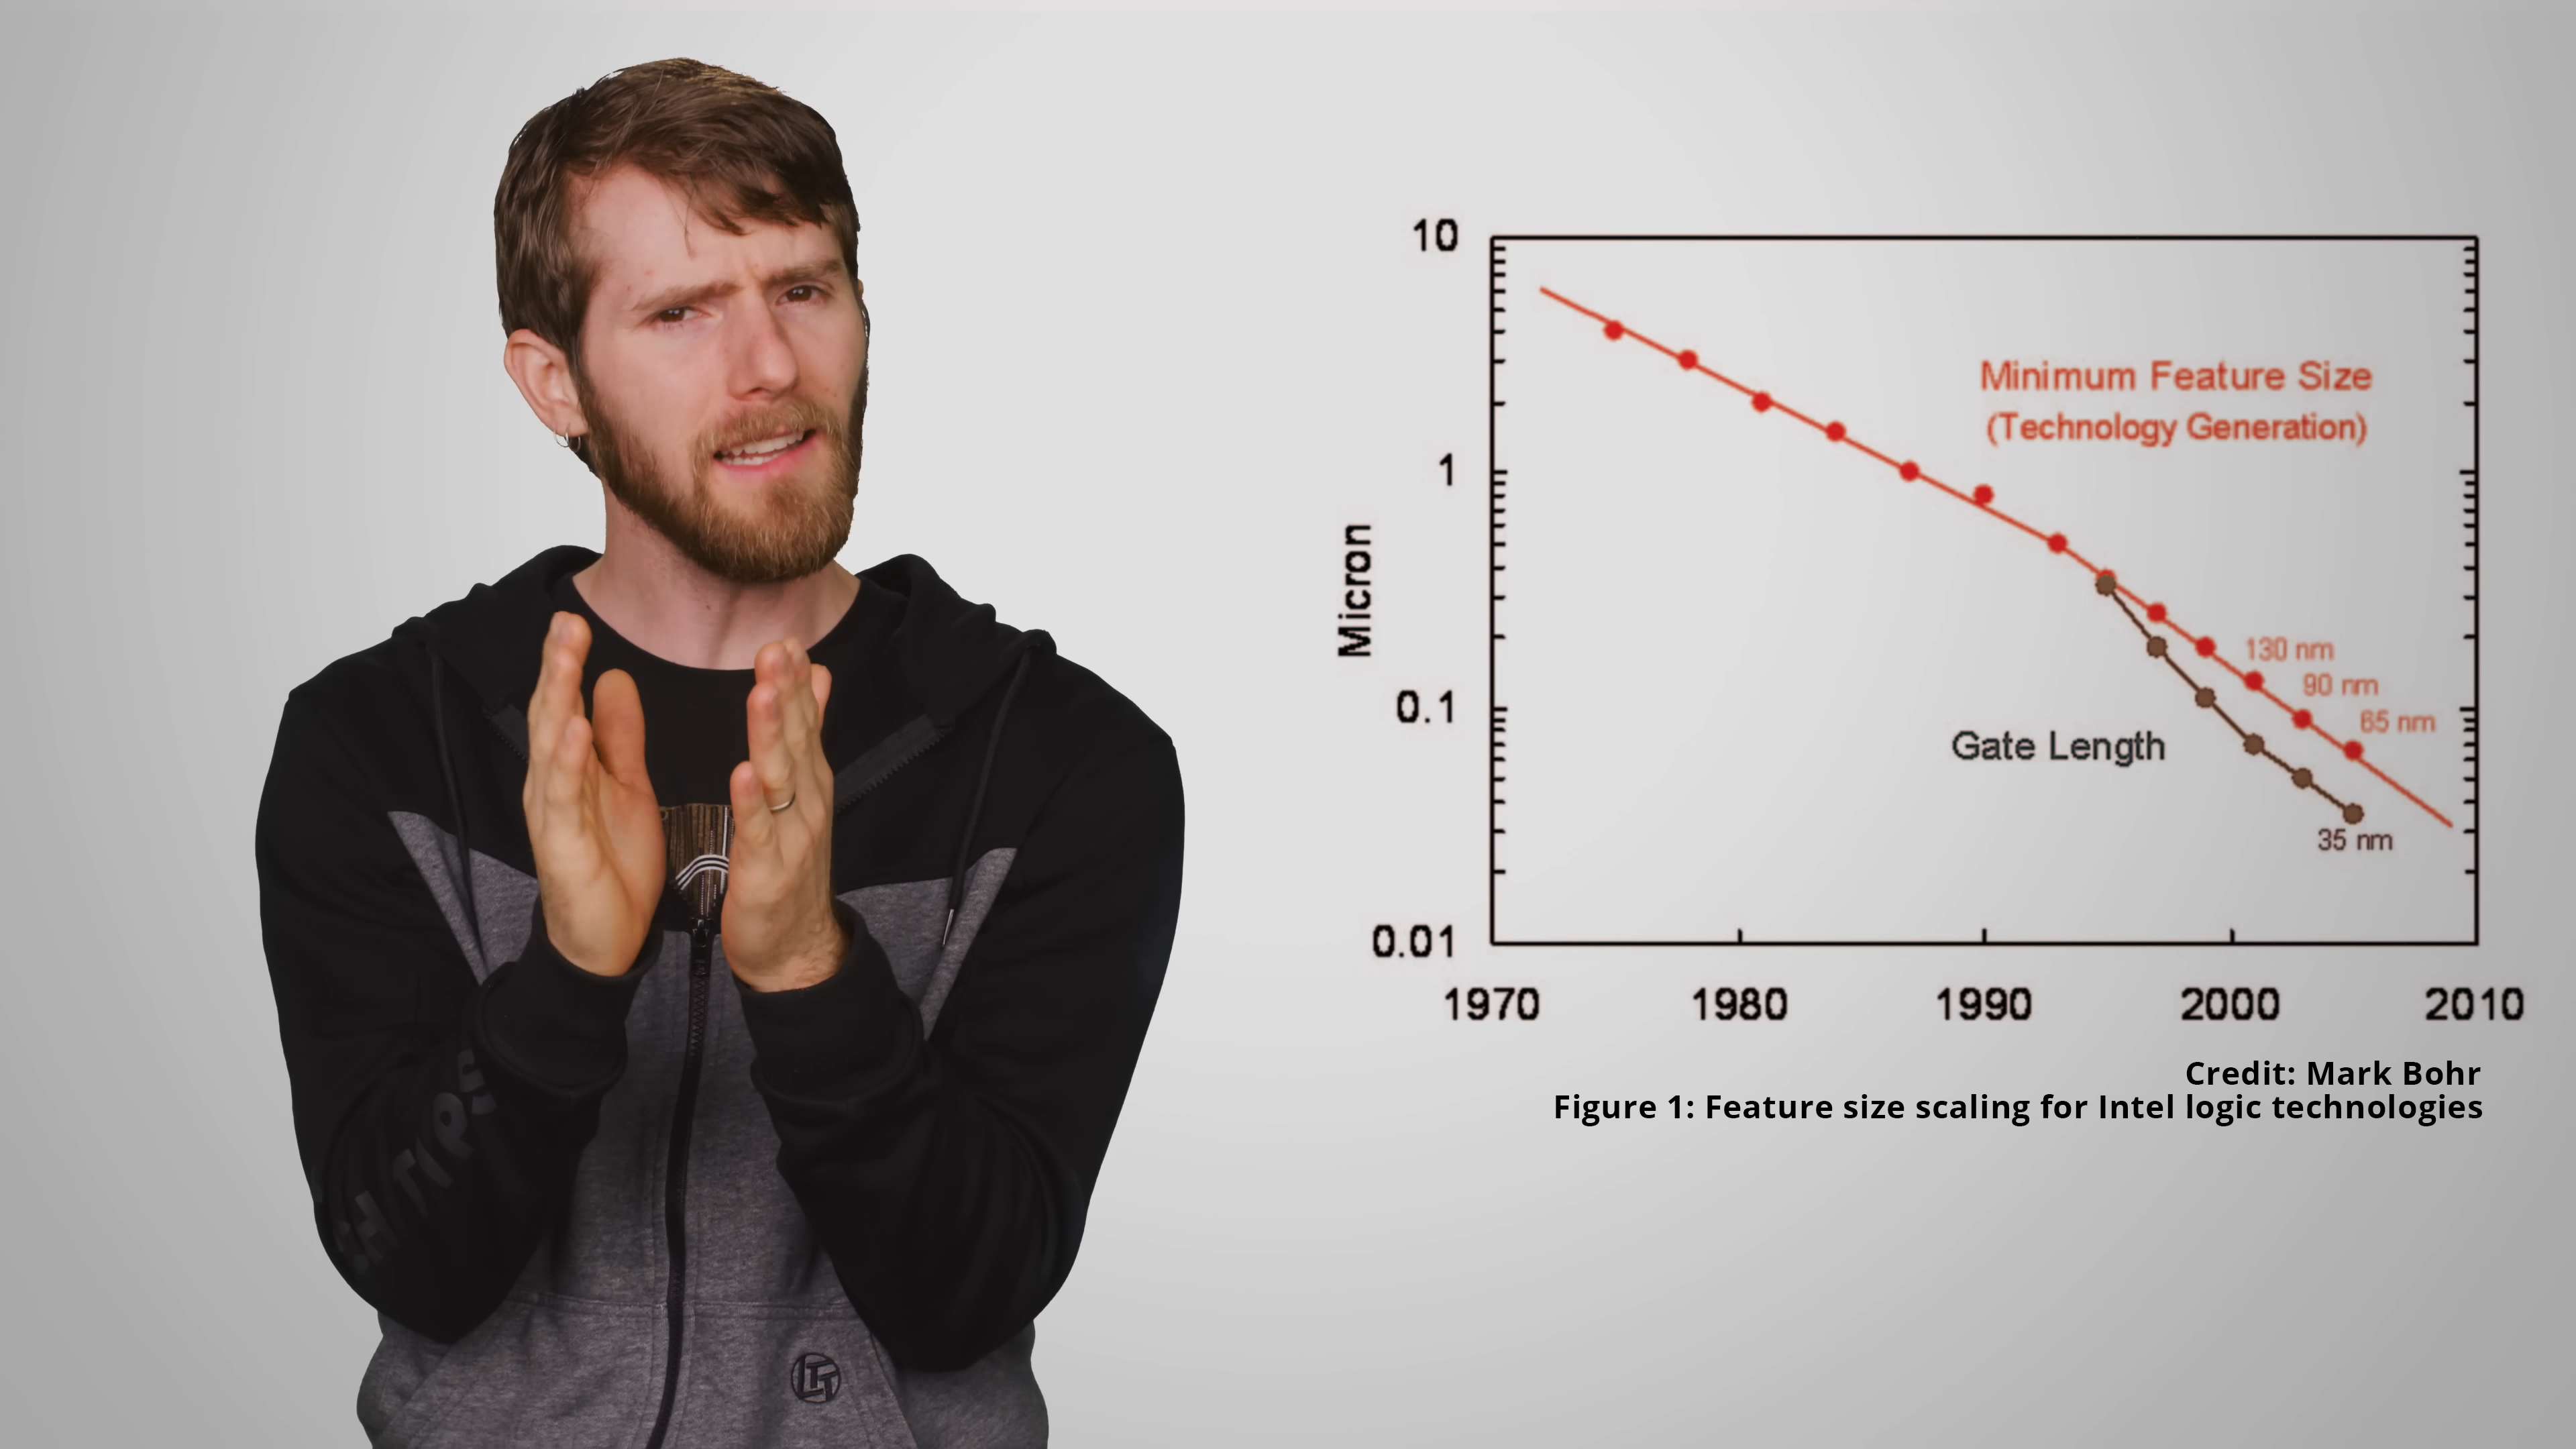 10
1
0.1
0.01
Micron
Minimum Feature Size
(Technology Generation)
130 nm
90 nm
65 nm
Gate Length
35 nm
1970 1980 1990 2000 2010
Credit: Mark Bohr
Figure 1: Feature size scaling for Intel logic technologies
TIPS
LTT